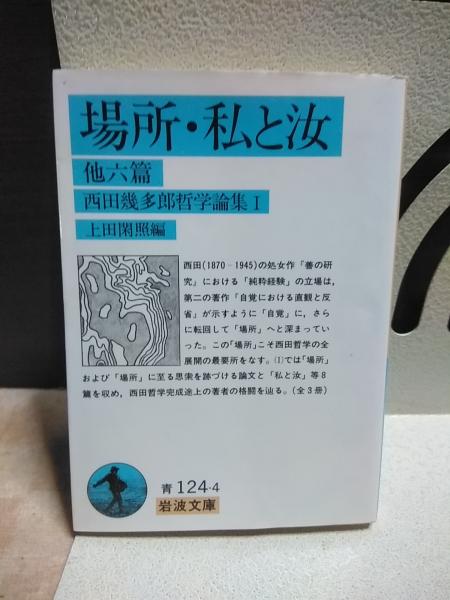 場所・私と汝
他六篇
西田幾多郎哲学論集Ⅰ
上田閑照編
西田(1870-1945)の処女作『善の研
究』における「純粋経験」の立場は,
第二の著作『自覚における直観と反
省』が示すように「自覚」に,さら
に転回して「場所」へと深まってい
った.この「場所」こそ西田哲学の全
展開の最要所をなす.(Ⅰ)では「場所」
および「場所」に至る思索を跡づける論文と「私と汝」等8
篇を収め,西田哲学完成途上の著者の格闘を辿る.(全3冊)
青124-4
岩波文庫